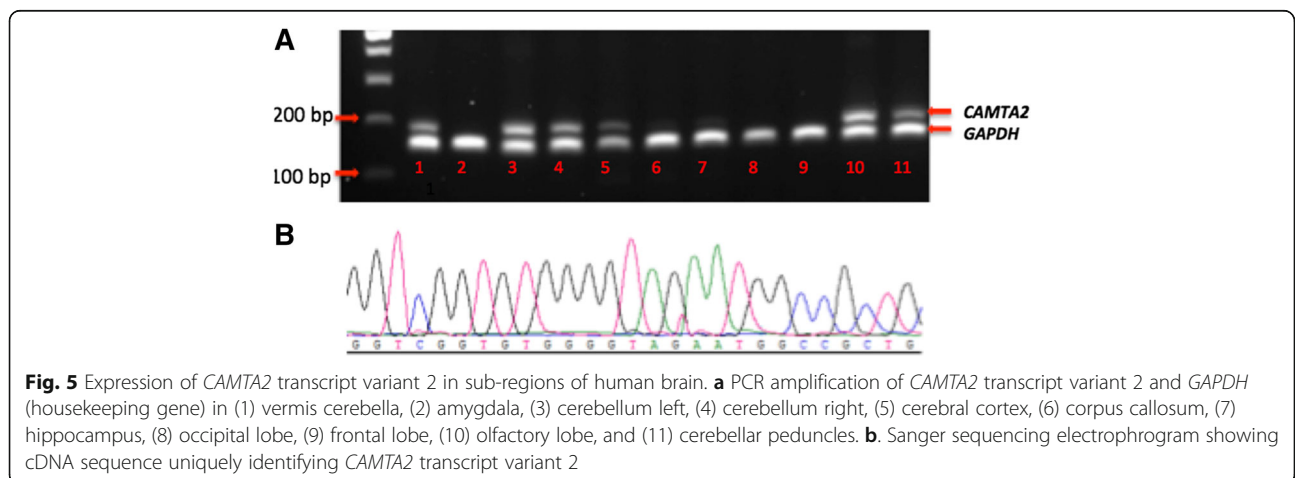 A
200 bp
100 bp
CAMTA2
GAPDH
1 2 3 4 5 6 7 8 9 10 11
1
B
G G T C G G T G T G G G G T A G A A T G G C C G C T G
Fig. 5 Expression of CAMTA2 transcript variant 2 in sub-regions of human brain. a PCR amplification of CAMTA2 transcript variant 2 and GAPDH
(housekeeping gene) in (1) vermis cerebella, (2) amygdala, (3) cerebellum left, (4) cerebellum right, (5) cerebral cortex, (6) corpus callosum, (7)
hippocampus, (8) occipital lobe, (9) frontal lobe, (10) olfactory lobe, and (11) cerebellar peduncles. b. Sanger sequencing electrophrogram showing
cDNA sequence uniquely identifying CAMTA2 transcript variant 2